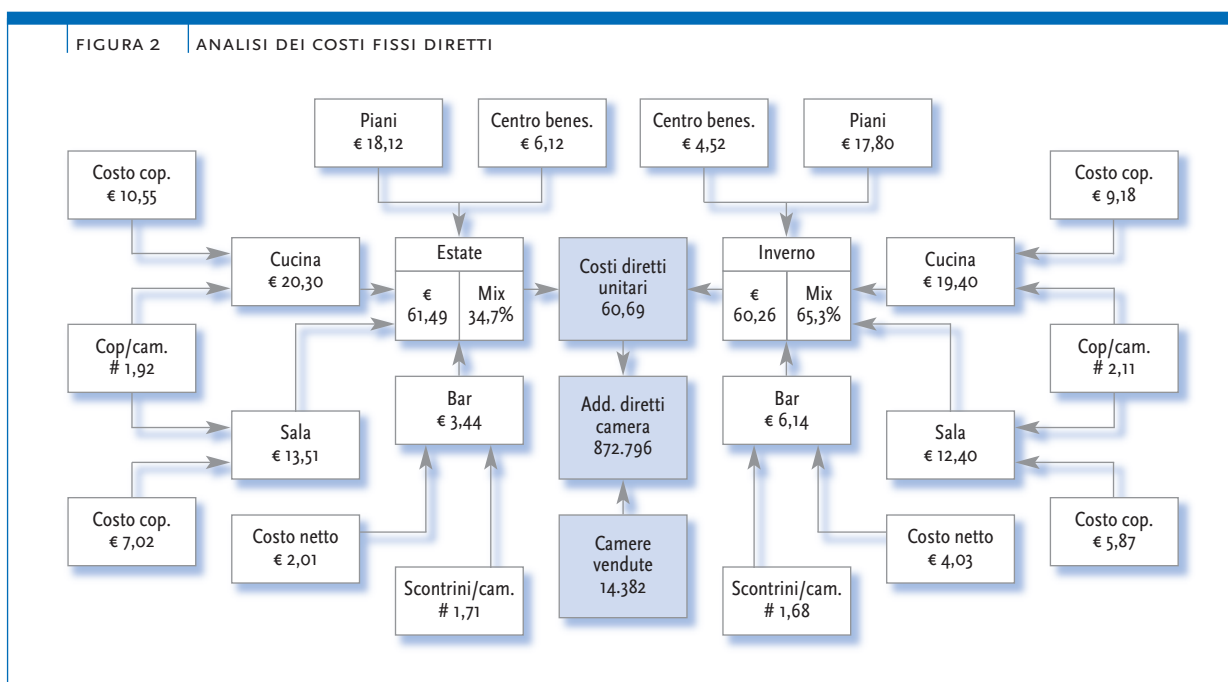 FIGURA 2 ANALISI DEI COSTI FISSI DIRETTI
Piani
€ 18,12
Centro benes.
€ 6,12
Centro benes.
€ 4,52
Piani
€ 17,80
Costo cop.
€ 10,55
Costo cop.
€ 9,18
Cucina
€ 20,30
Estate
€
61,49
Mix
34,7%
Costi diretti
unitari
60,69
Inverno
€
60,26
Mix
65,3%
Cucina
€ 19,40
Cop/cam.
# 1,92
Cop/cam.
# 2,11
Sala
€ 13,51
Bar
€ 3,44
Add. diretti
camera
872.796
Bar
€ 6,14
Sala
€ 12,40
Costo cop.
€ 7,02
Costo netto
€ 2,01
Scontrini/cam.
# 1,71
Camere
vendute
14.382
Scontrini/cam.
# 1,68
Costo netto
€ 4,03
Costo cop.
€ 5,87